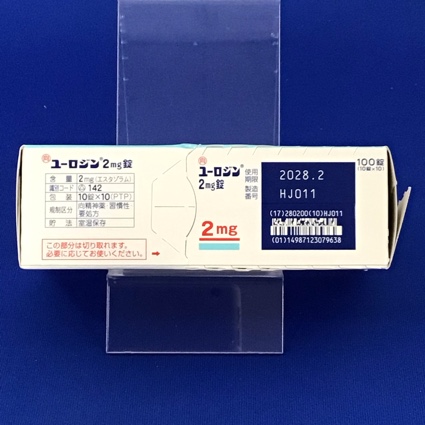 ユーロジン® 2mg錠
含量 2mg(エスタゾラム)
識別コード 142
包装 10錠×10(PTP)
規制区分 向精神薬 習慣性
要処方
貯法 室温保存
この部分は切り取れます。
必要に応じてお使いください。 →
ユーロジン®
2mg錠
2mg
使用
期限
製造
番号
2028.2
HJ011
(17)280200(10)HJ011
(01)14987123079638
100錠
(10錠×10)